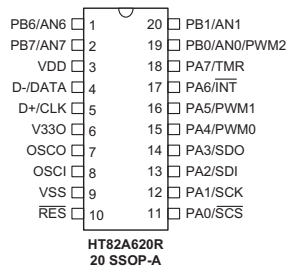 PB6/AN6 1 20 PB1/AN1
PB7/AN7 2 19 PB0/AN0/PWM2
VDD 3 18 PA7/TMR
D-/DATA 4 17 PA6/INT
D+/CLK 5 16 PA5/PWM1
V33O 6 15 PA4/PWM0
OSCO 7 14 PA3/SDO
OSCI 8 13 PA2/SDI
VSS 9 12 PA1/SCK
RES 10 11 PA0/SCS
HT82A620R
20 SSOP-A